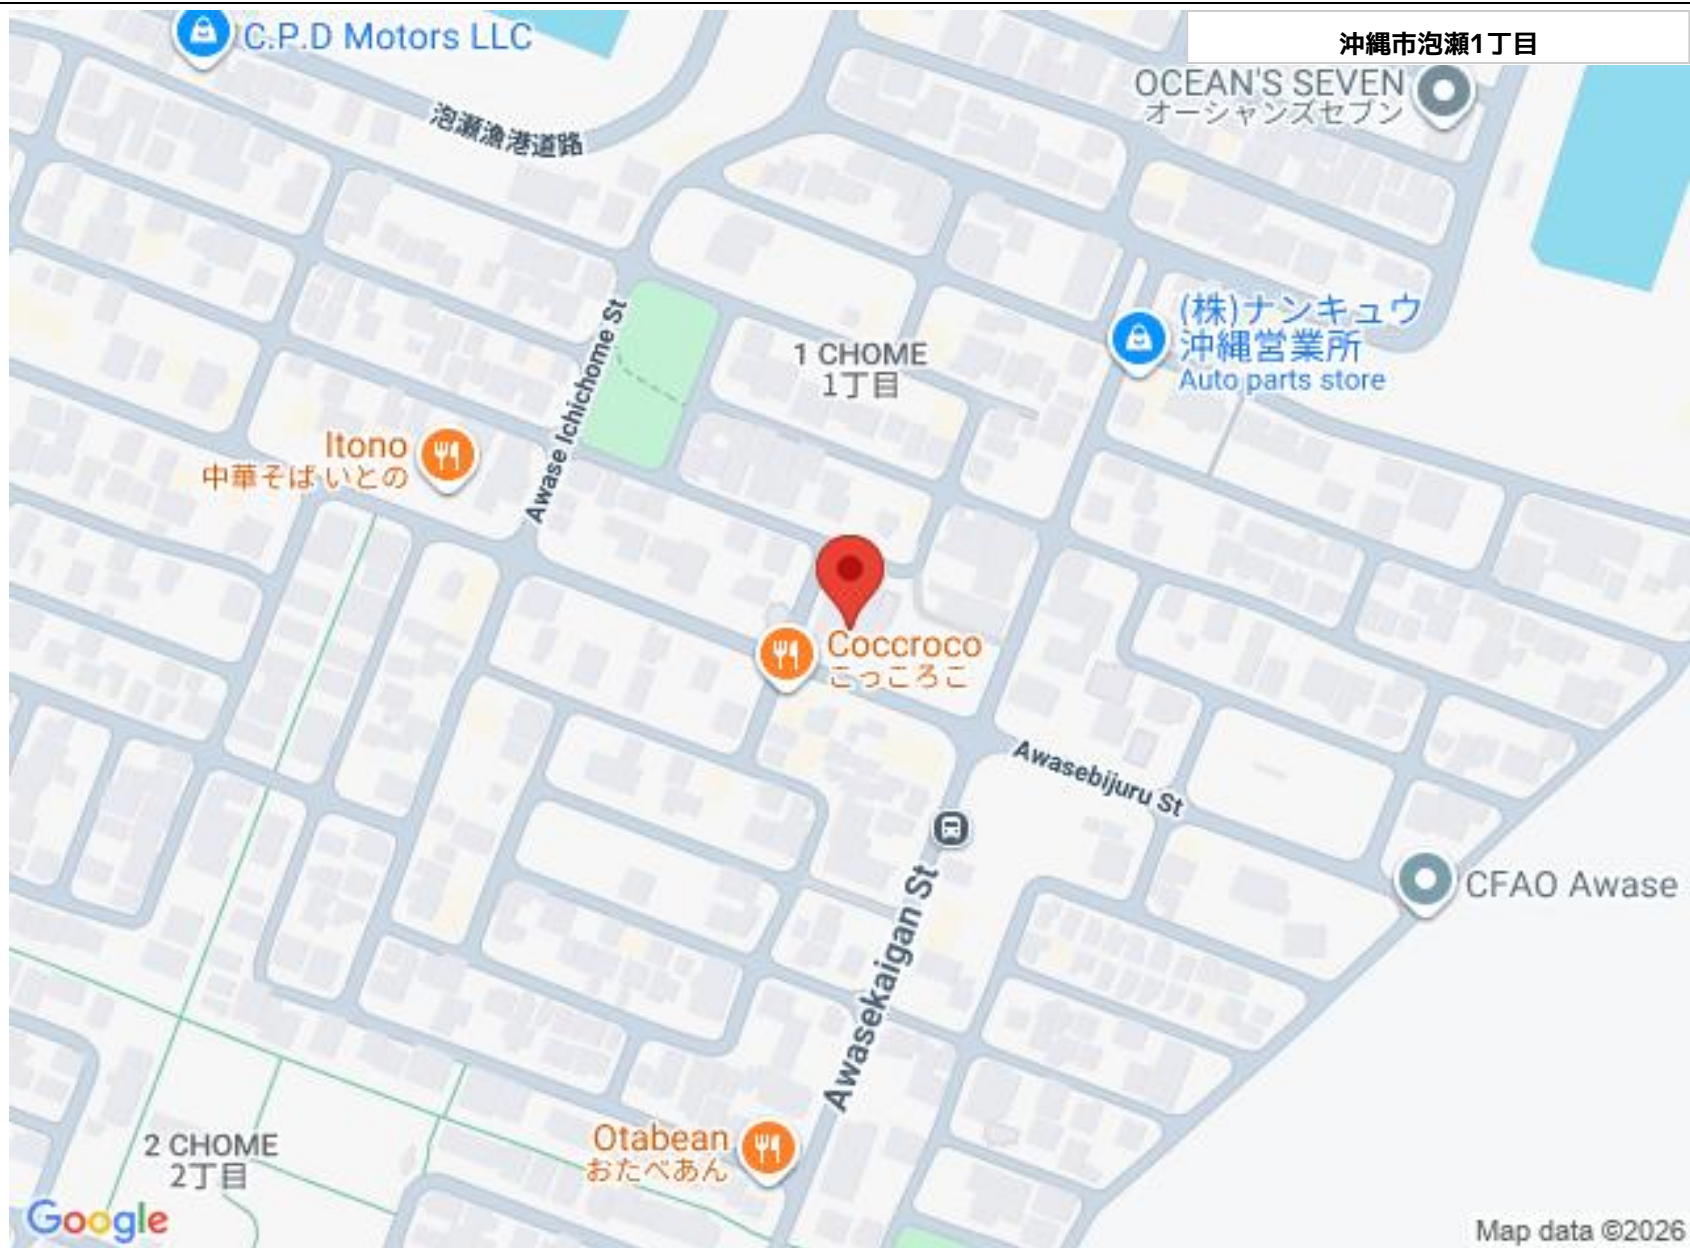 沖縄市泡瀬1丁目
C.P.D Motors LLC
OCEAN'S SEVEN
オーシャンズセブン
泡瀬漁港道路
(株)ナンキュウ
沖縄営業所
Auto parts store
1 CHOME
1丁目
Awase Ichichome St
Itono
中華そば いとの
Coccroco
こっころこ
Awasebijuru St
CFAO Awase
Awasekaigan St
2 CHOME
2丁目
Otabean
おたべあん
Google
Map data ©2026